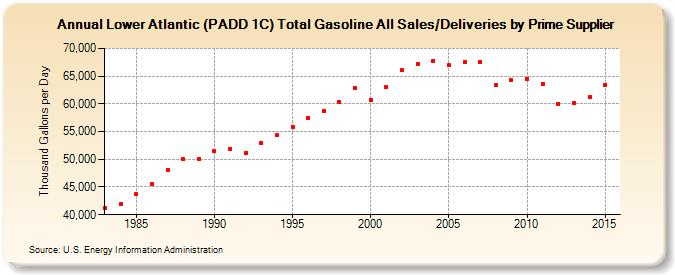 Annual Lower Atlantic (PADD 1C) Total Gasoline All Sales/Deliveries by Prime Supplier
Thousand Gallons per Day
70,000
65,000
60,000
55,000
50,000
45,000
40,000
1985 1990 1995 2000 2005 2010 2015
Source: U.S. Energy Information Administration